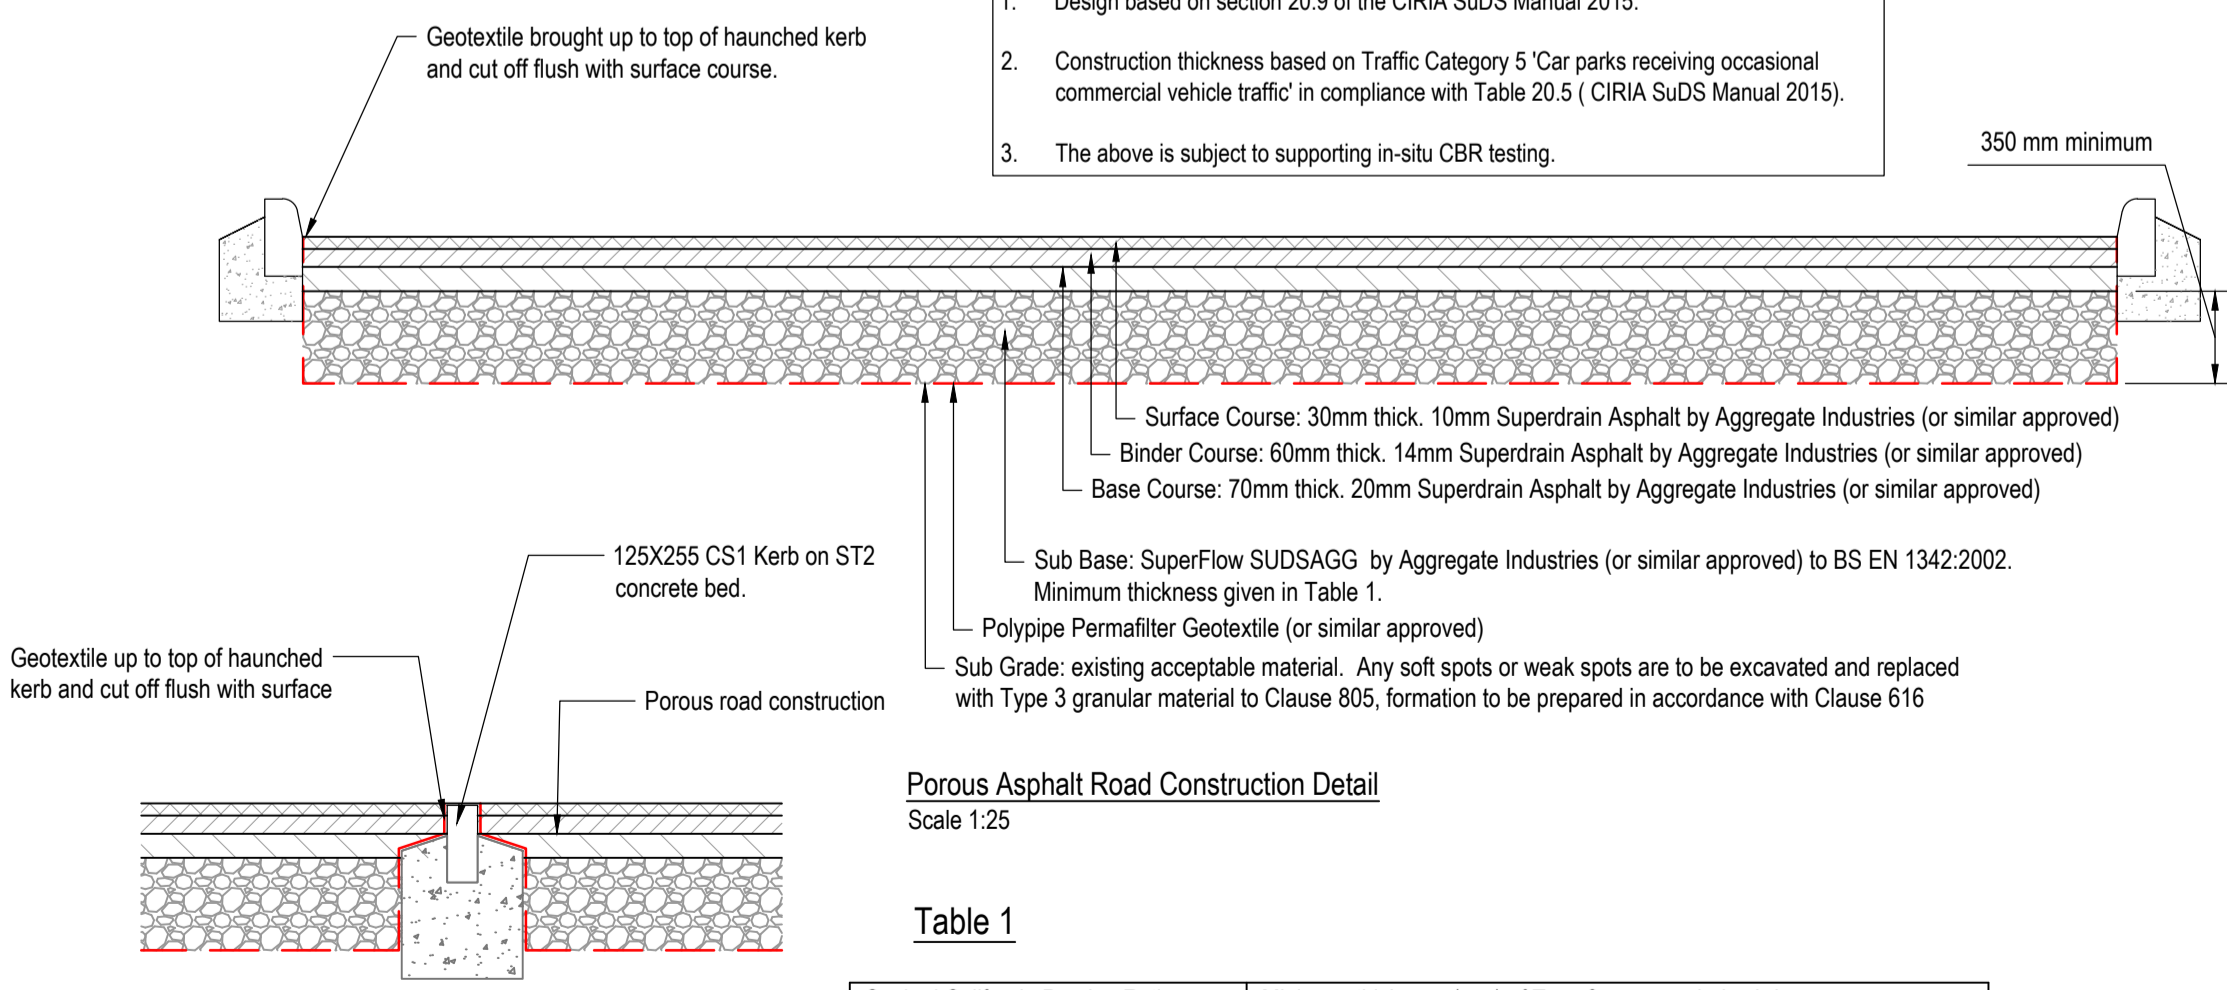 1. Design based on section 20.9 of the CIRIA SuDS Manual 2015.
2. Construction thickness based on Traffic Category 5 'Car parks receiving occasional
commercial vehicle traffic' in compliance with Table 20.5 ( CIRIA SuDS Manual 2015).
3. The above is subject to supporting in-situ CBR testing.
Geotextile brought up to top of haunched kerb
and cut off flush with surface course.
350 mm minimum
Surface Course: 30mm thick. 10mm Superdrain Asphalt by Aggregate Industries (or similar approved)
Binder Course: 60mm thick. 14mm Superdrain Asphalt by Aggregate Industries (or similar approved)
Base Course: 70mm thick. 20mm Superdrain Asphalt by Aggregate Industries (or similar approved)
Sub Base: SuperFlow SUDSAGG by Aggregate Industries (or similar approved) to BS EN 1342:2002.
Minimum thickness given in Table 1.
Polypipe Permafilter Geotextile (or similar approved)
Sub Grade: existing acceptable material. Any soft spots or weak spots are to be excavated and replaced
with Type 3 granular material to Clause 805, formation to be prepared in accordance with Clause 616
125X255 CS1 Kerb on ST2
concrete bed.
Geotextile up to top of haunched
kerb and cut off flush with surface
Porous road construction
Porous Asphalt Road Construction Detail
Scale 1:25
Table 1